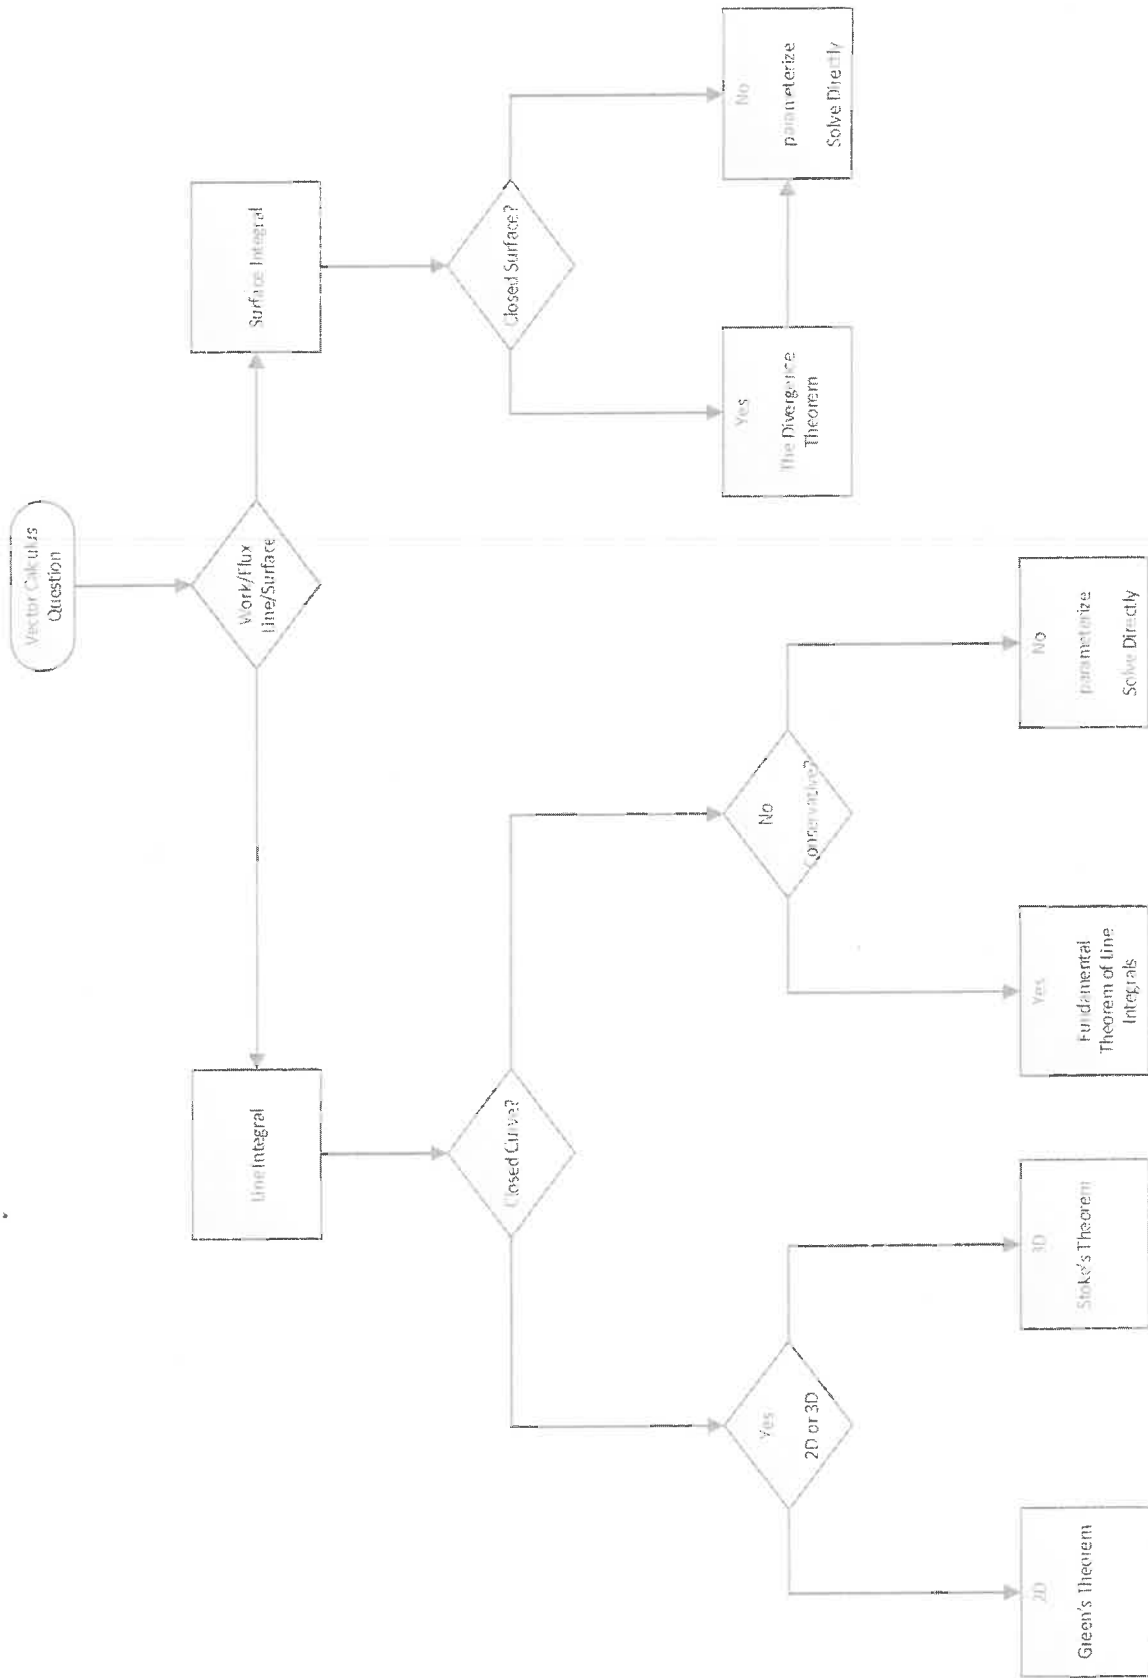 Vector Calculus
Question
Work/Flux
Line/Surface
Line Integral
Surface Integral
Closed Curve?
Closed Surface?
Yes
2D or 3D
No
Conservative?
Yes
The Divergence
Theorem
No
parameterize
Solve Directly
2D
Green's Theorem
3D
Stoke's Theorem
Yes
Fundamental
Theorem of Line
Integrals
No
parameterize
Solve Directly